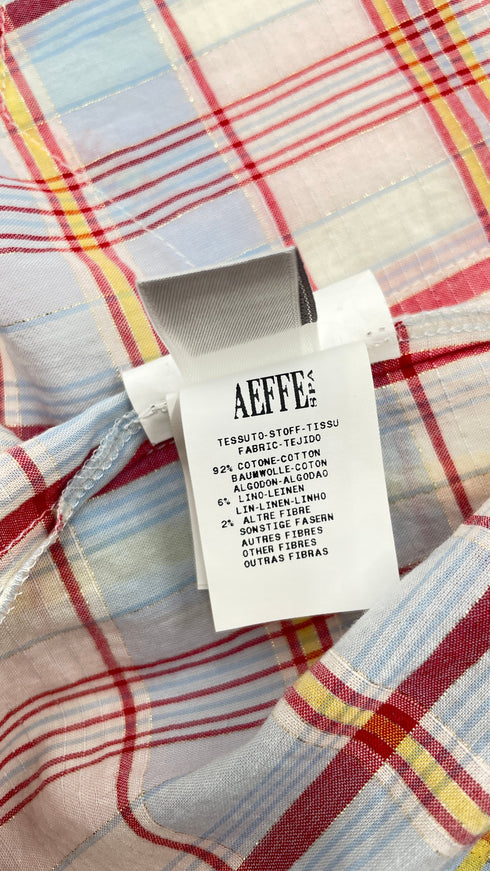 AEFFE SPA
TESSUTO-STOFF-TISSU
FABRIC-TEJIDO
92% COTONE-COTTON
BAUMWOLLE-COTON
ALGODON-ALGODAO
6% LINO-LEINEN
LIN-LINEN-LINHO
2% ALTRE FIBRE
SONSTIGE FASERN
AUTRES FIBRES
OTHER FIBRES
OUTRAS FIBRAS